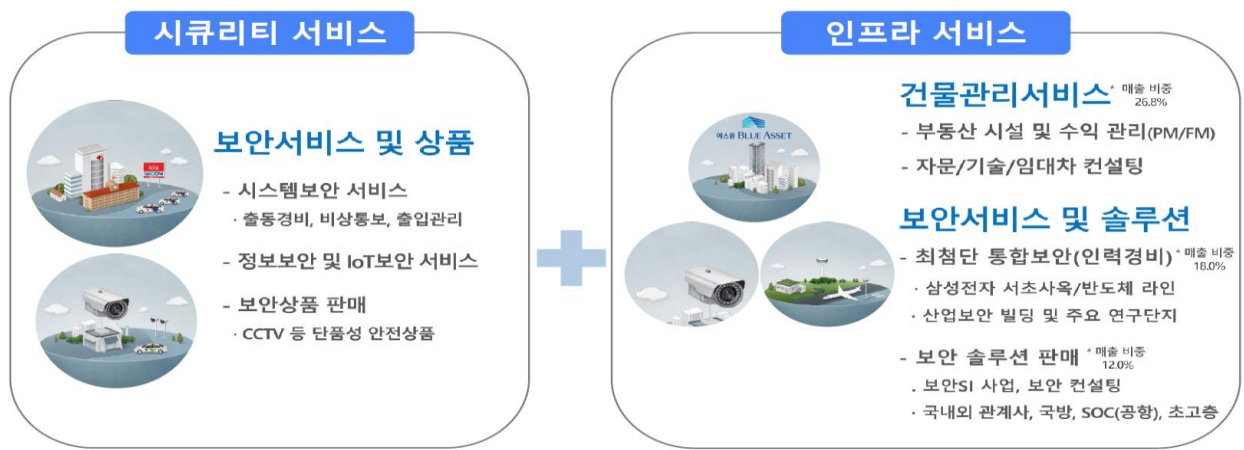 시큐리티 서비스
보안서비스 및 상품
- 시스템보안 서비스
· 출동경비, 비상통보, 출입관리
- 정보보안 및 IoT보안 서비스
- 보안상품 판매
· CCTV 등 단품성 안전상품
인프라 서비스
에스원 BLUE ASSET
건물관리서비스* 매출 비중
26.8%
- 부동산 시설 및 수익 관리(PM/FM)
- 자문/기술/임대차 컨설팅
보안서비스 및 솔루션
- 최첨단 통합보안(인력경비) * 매출 비중
18.0%
· 삼성전자 서초사옥/반도체 라인
· 산업보안 빌딩 및 주요 연구단지
- 보안 솔루션 판매 * 매출 비중
12.0%
. 보안SI 사업, 보안 컨설팅
· 국내외 관계사, 국방, SOC(공항), 초고층